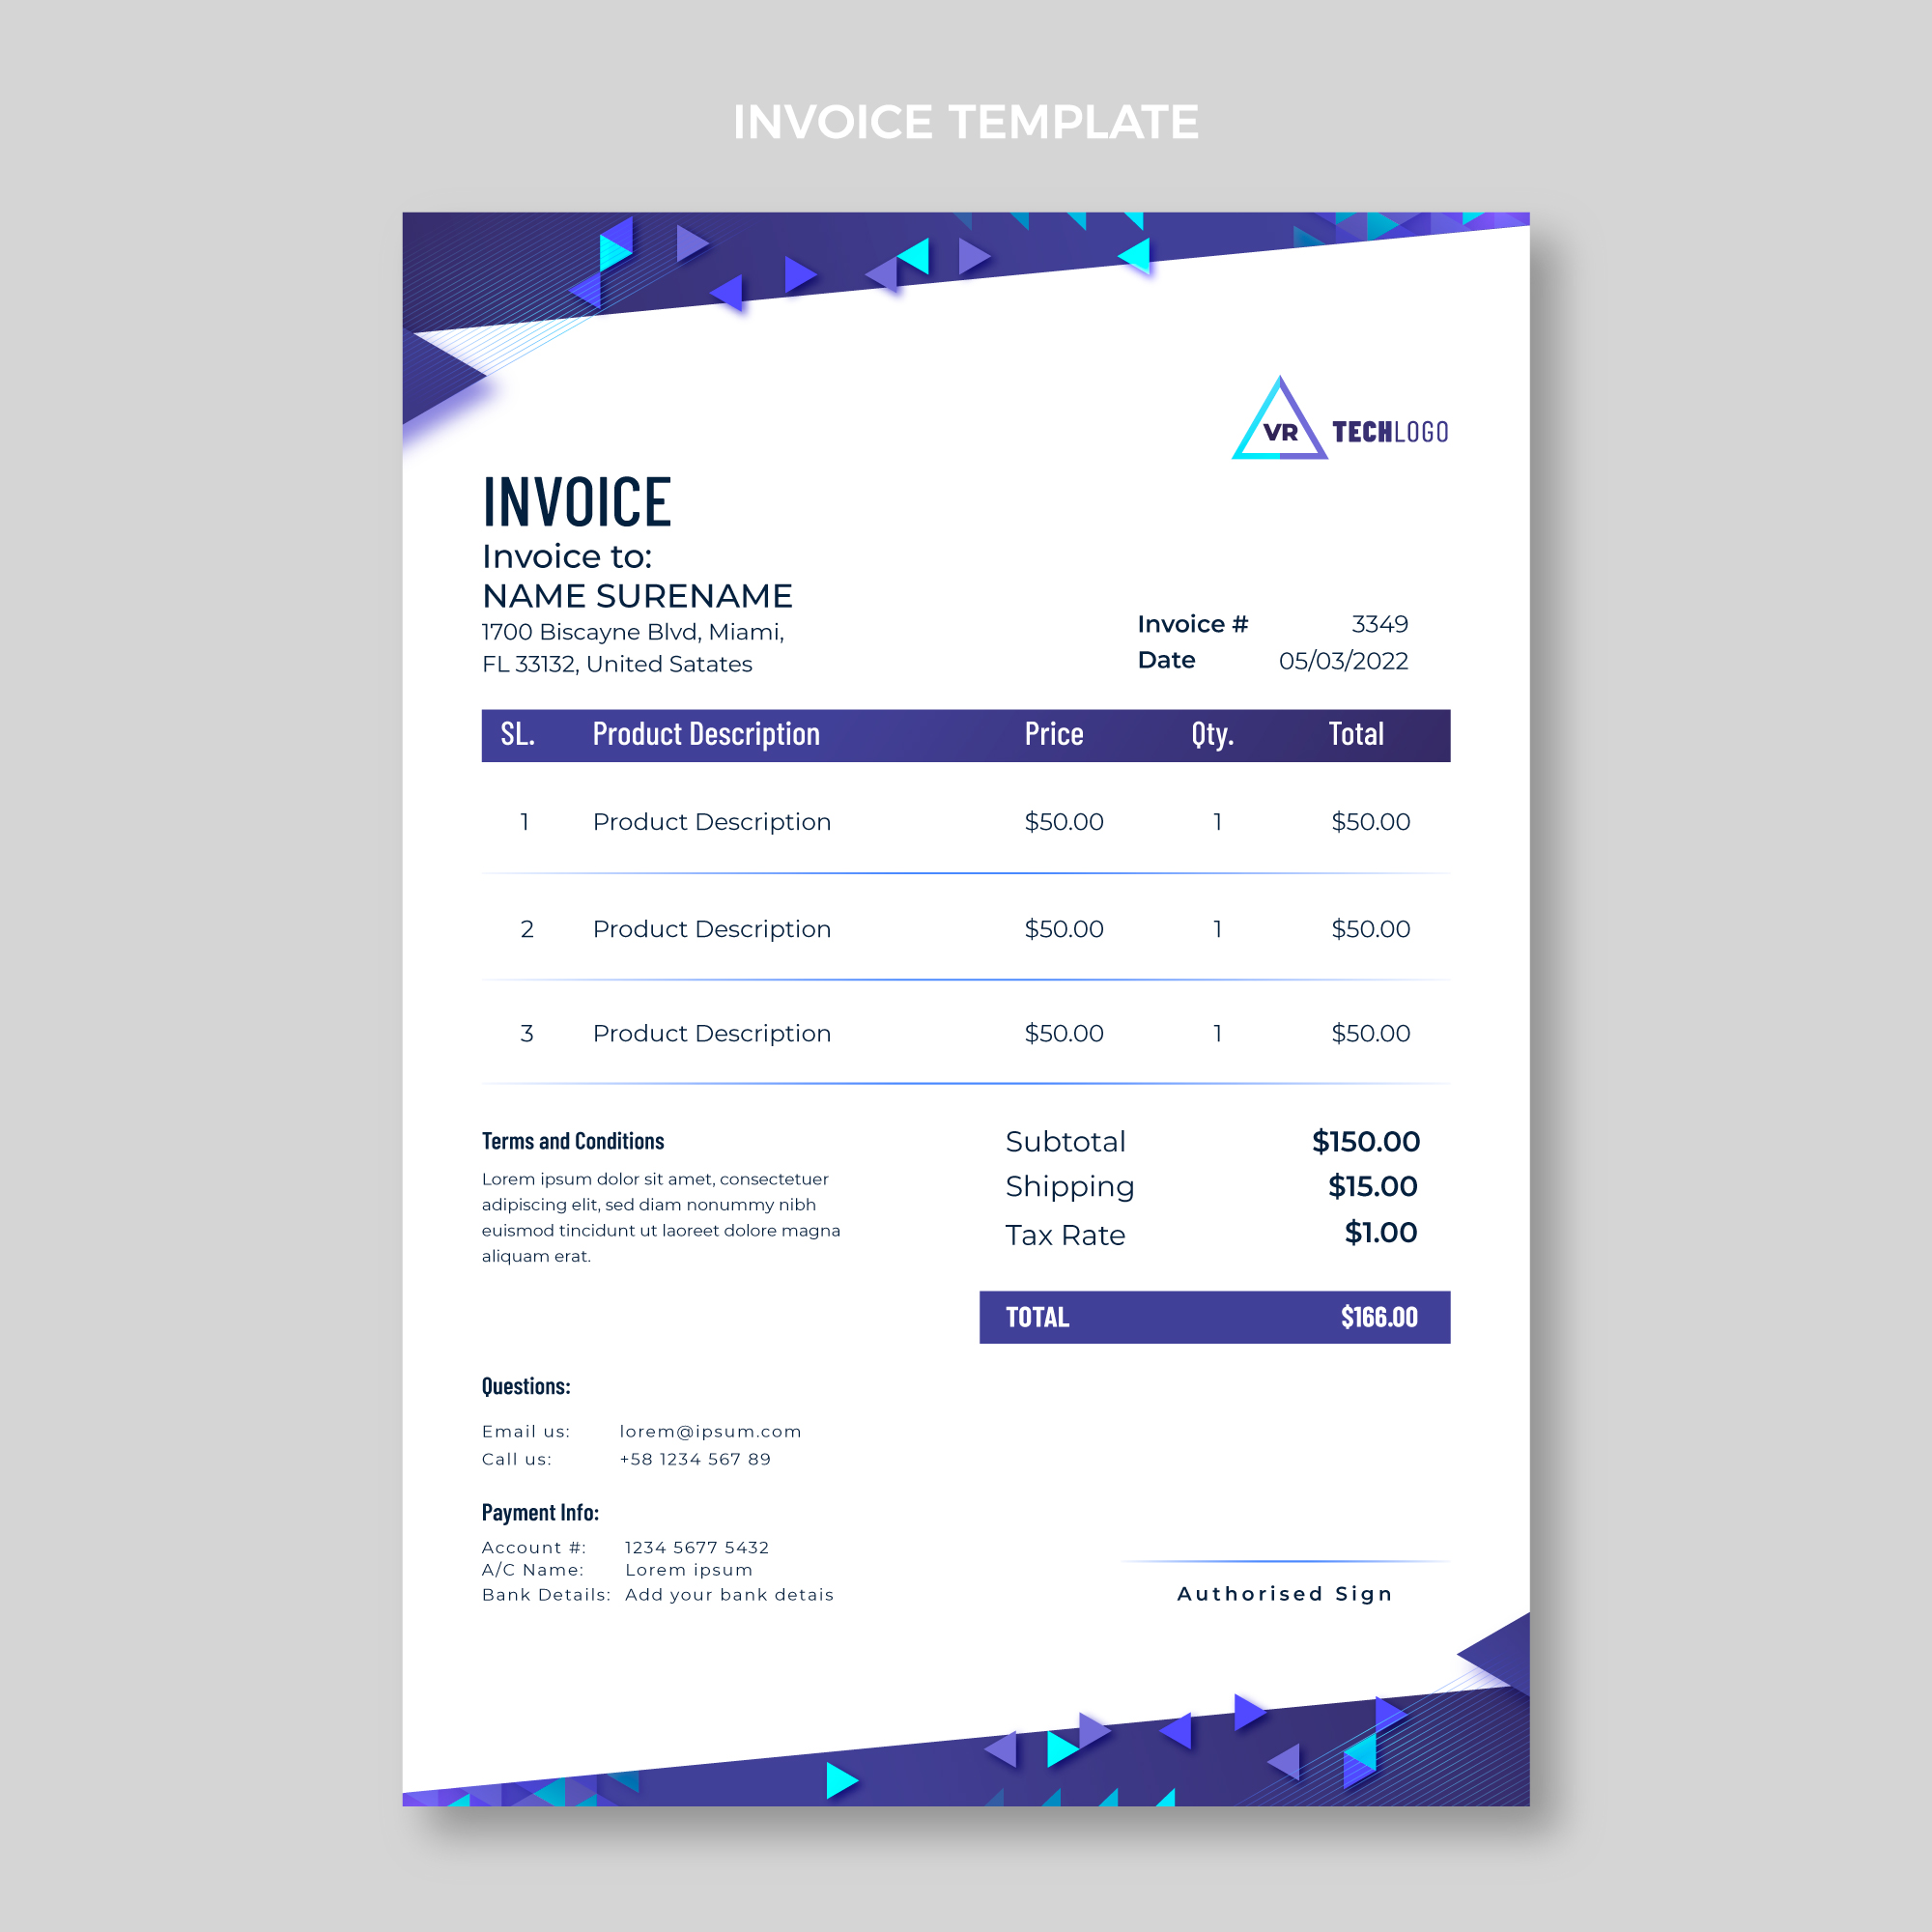 INVOICE TEMPLATE
VR TECHLOGO
INVOICE
Invoice to:
NAME SURENAME
1700 Biscayne Blvd, Miami,
FL 33132, United Satates
Invoice # 3349
Date 05/03/2022
SL. Product Description Price Qty. Total
1 Product Description $50.00 1 $50.00
2 Product Description $50.00 1 $50.00
3 Product Description $50.00 1 $50.00
Terms and Conditions
Lorem ipsum dolor sit amet, consectetuer
adipiscing elit, sed diam nonummy nibh
euismod tincidunt ut laoreet dolore magna
aliquam erat.
Subtotal $150.00
Shipping $15.00
Tax Rate $1.00
TOTAL $166.00
Questions:
Email us: lorem@ipsum.com
Call us: +58 1234 567 89
Payment Info:
Account #: 1234 5677 5432
A/C Name: Lorem ipsum
Bank Details: Add your bank detais
Authorised Sign